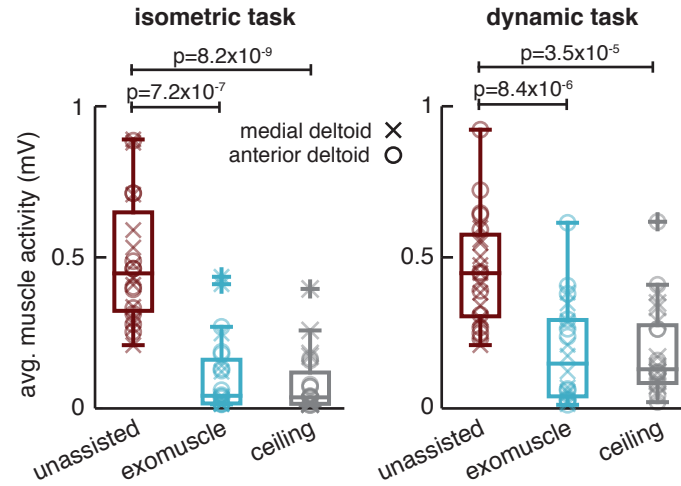 isometric task
dynamic task
p=8.2x10-9
p=7.2x10-7
p=3.5x10-5
p=8.4x10-6
medial deltoid ×
anterior deltoid ○
avg. muscle activity (mV)
1
0.5
0
unassisted
exomuscle
ceiling
1
0.5
0
unassisted
exomuscle
ceiling